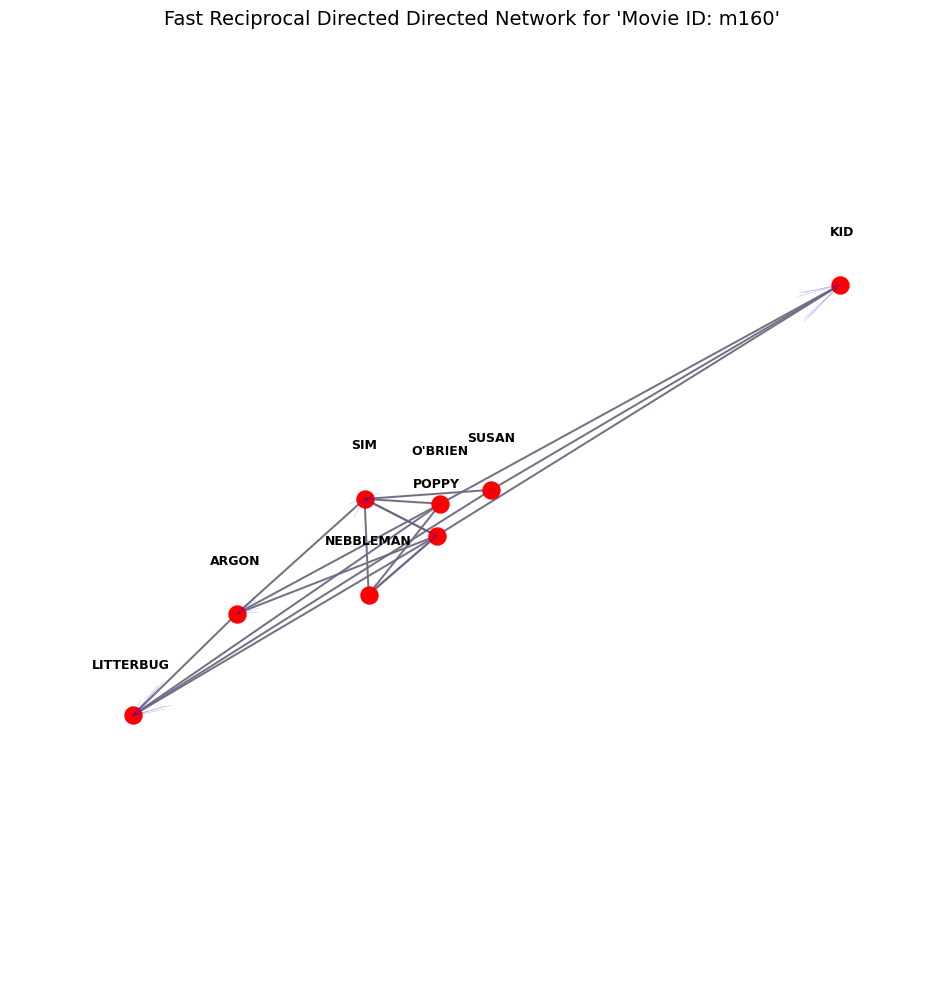 Fast Reciprocal Directed Directed Network for 'Movie ID: m160'
KID
SUSAN
SIM
O'BRIEN
POPPY
NEBBLEMAN
ARGON
LITTERBUG